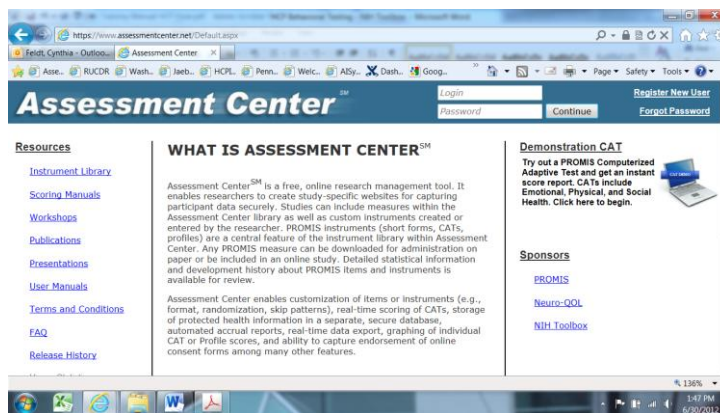 https://www.assessmentcenter.net/Default.aspx
Feldt, Cynthia - Outloo...
Assessment Center
Asse... RUCDR Wash... Jaeb... HCPL.. Penn.. Welc... AISy... Dash.. Goog.. Page Safety Tools
Assessment Center SM
Login
Register New User
Password
Continue
Forgot Password
Resources
Instrument Library
Scoring Manuals
Workshops
Publications
Presentations
User Manuals
Terms and Conditions
FAQ
Release History
WHAT IS ASSESSMENT CENTER SM
Assessment Center SM is a free, online research management tool. It
enables researchers to create study-specific websites for capturing
participant data securely. Studies can include measures within the
Assessment Center library as well as custom instruments created or
entered by the researcher. PROMIS instruments (short forms, CATs,
profiles) are a central feature of the instrument library within Assessment
Center. Any PROMIS measure can be downloaded for administration on
paper or be included in an online study. Detailed statistical information
and development history about PROMIS items and instruments is
available for review.
Assessment Center enables customization of items or instruments (e.g.,
format, randomization, skip patterns), real-time scoring of CATs, storage
of protected health information in a separate, secure database,
automated accrual reports, real-time data export, graphing of individual
CAT or Profile scores, and ability to capture endorsement of online
consent forms among many other features.
Demonstration CAT
Try out a PROMIS Computerized
Adaptive Test and get an instant
score report. CATs include
Emotional, Physical, and Social
Health. Click here to begin.
CAT DEMO
Sponsors
PROMIS
Neuro-QOL
NIH Toolbox
136%
1:47 PM
6/30/2012